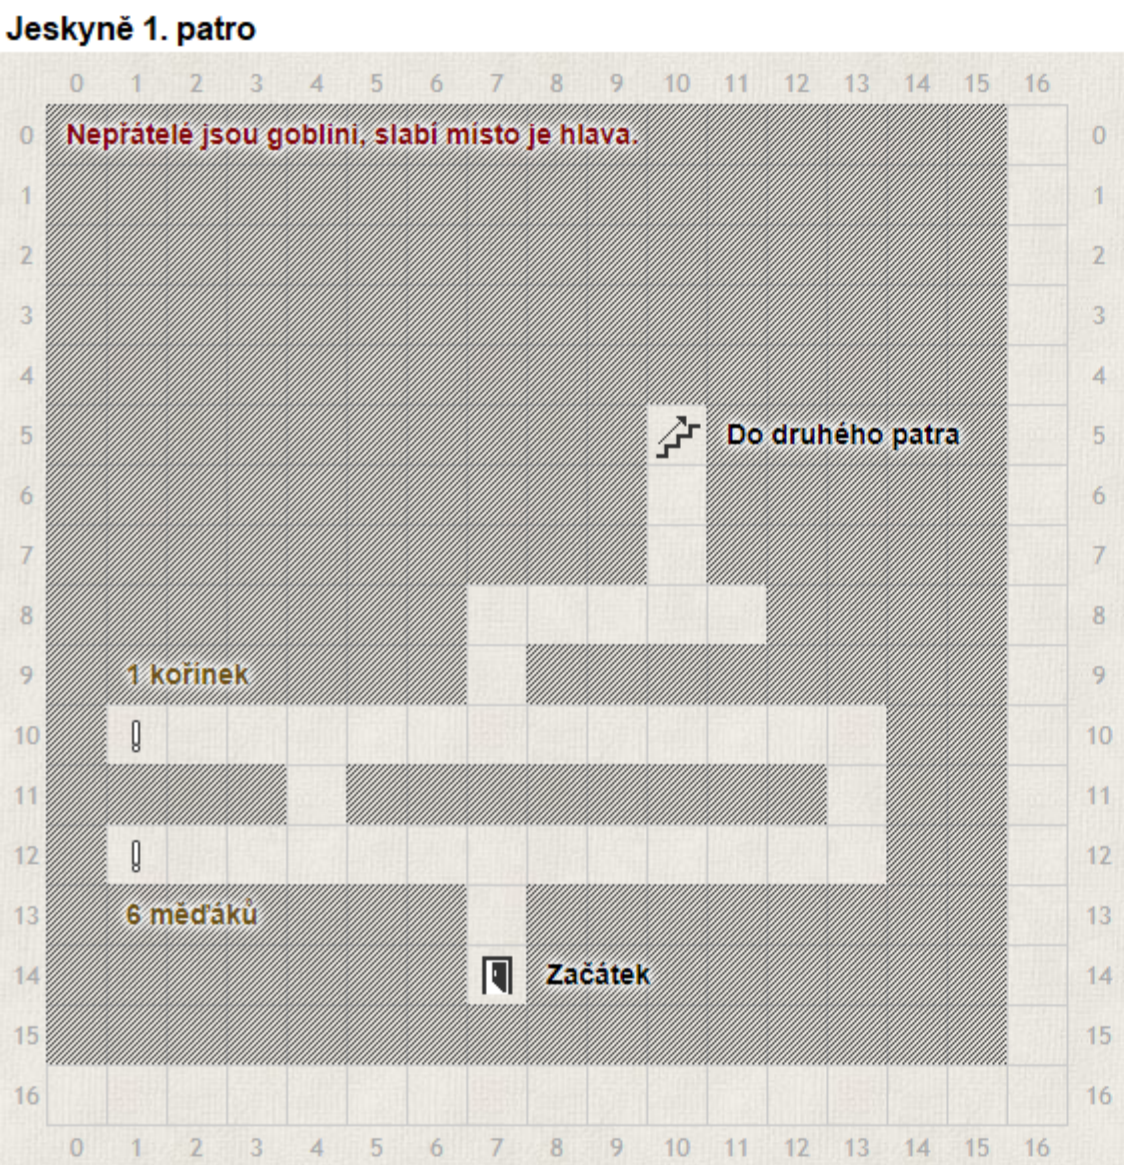 Jeskyně 1. patro
0 1 2 3 4 5 6 7 8 9 10 11 12 13 14 15 16
0 Nepřátelé jsou goblini, slabí místo je hlava. 0
1 1
2 2
3 3
4 4
5 Do druhého patra 5
6 6
7 7
8 8
9 1 kořínek 9
10 10
11 11
12 12
13 6 měďáků 13
14 Začátek 14
15 15
16 16
0 1 2 3 4 5 6 7 8 9 10 11 12 13 14 15 16